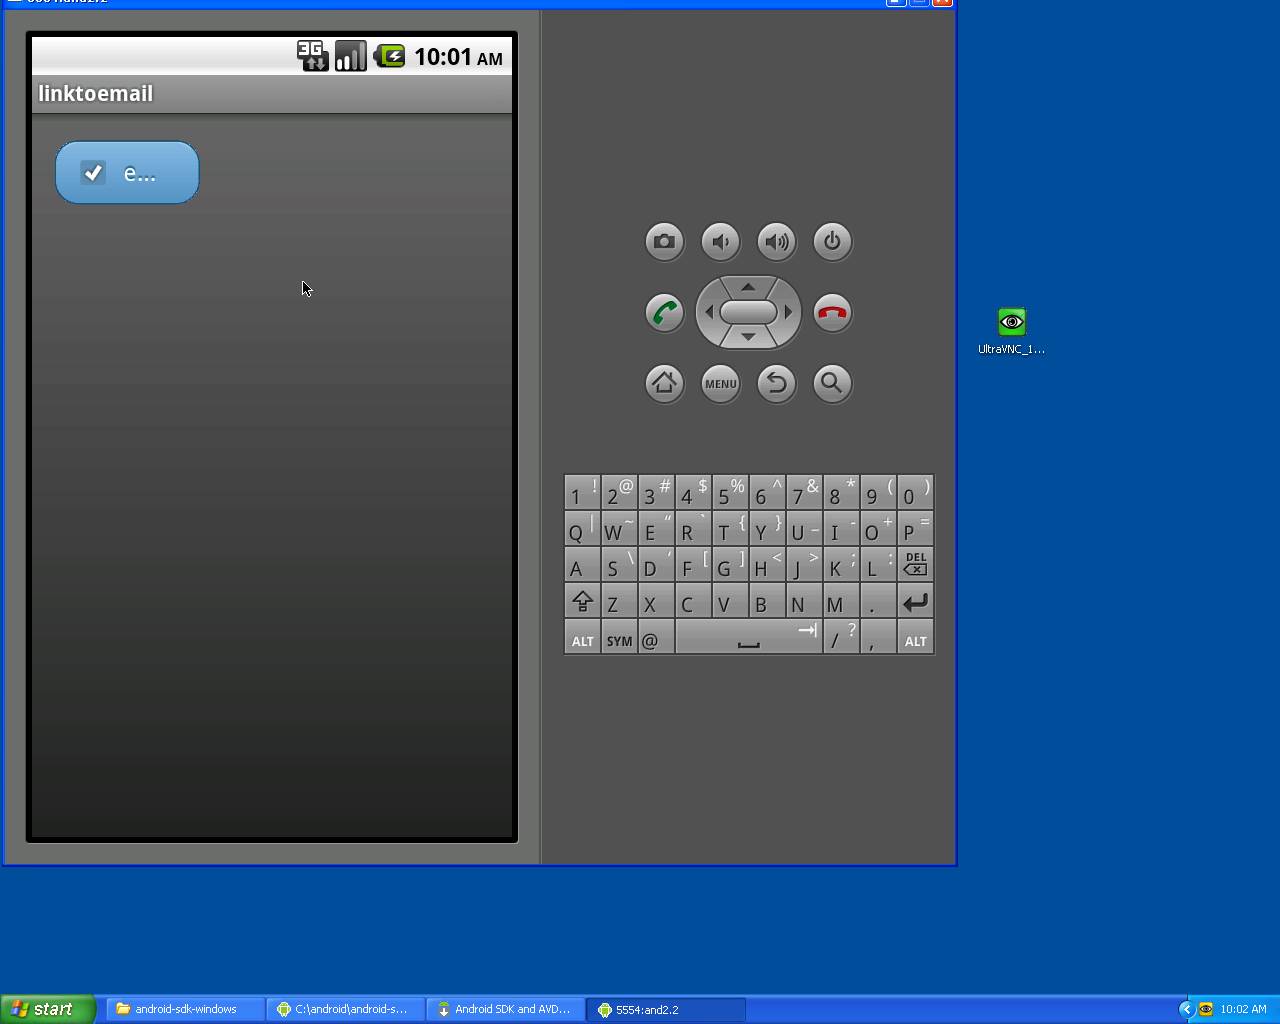 3G 10:01 AM
linktoemail
e...
MENU
UltraVNC_1...
1 ! 2 @ 3 # 4 $ 5 % 6 ^ 7 & 8 * 9 ( 0 )
Q | W ~ E " R ` T { Y } U _ I - O + P =
A S \ D ' F [ G ] H < J > K ; L : DEL
Z X C V B N M .
ALT SYM @ / ? , ALT
start android-sdk-windows C:\android\android-s... Android SDK and AVD... 5554:and2.2 10:02 AM